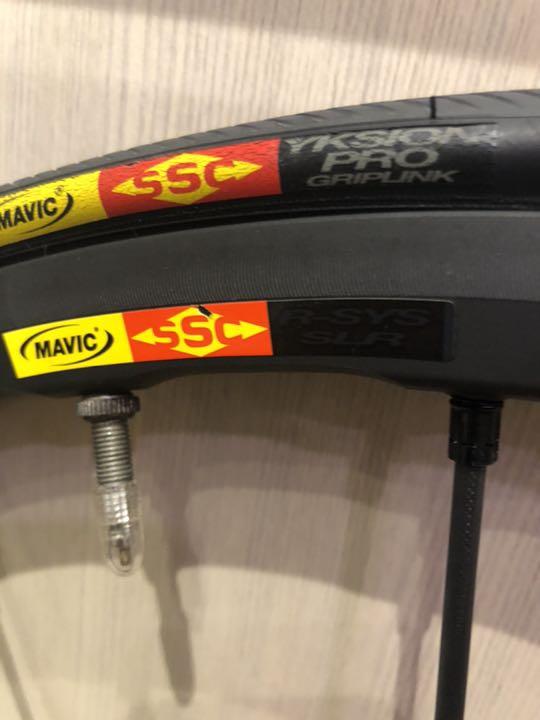 MAVIC® SSC YKSION
PRO
GRIPLINK
MAVIC® SSC R-SYS
SLR